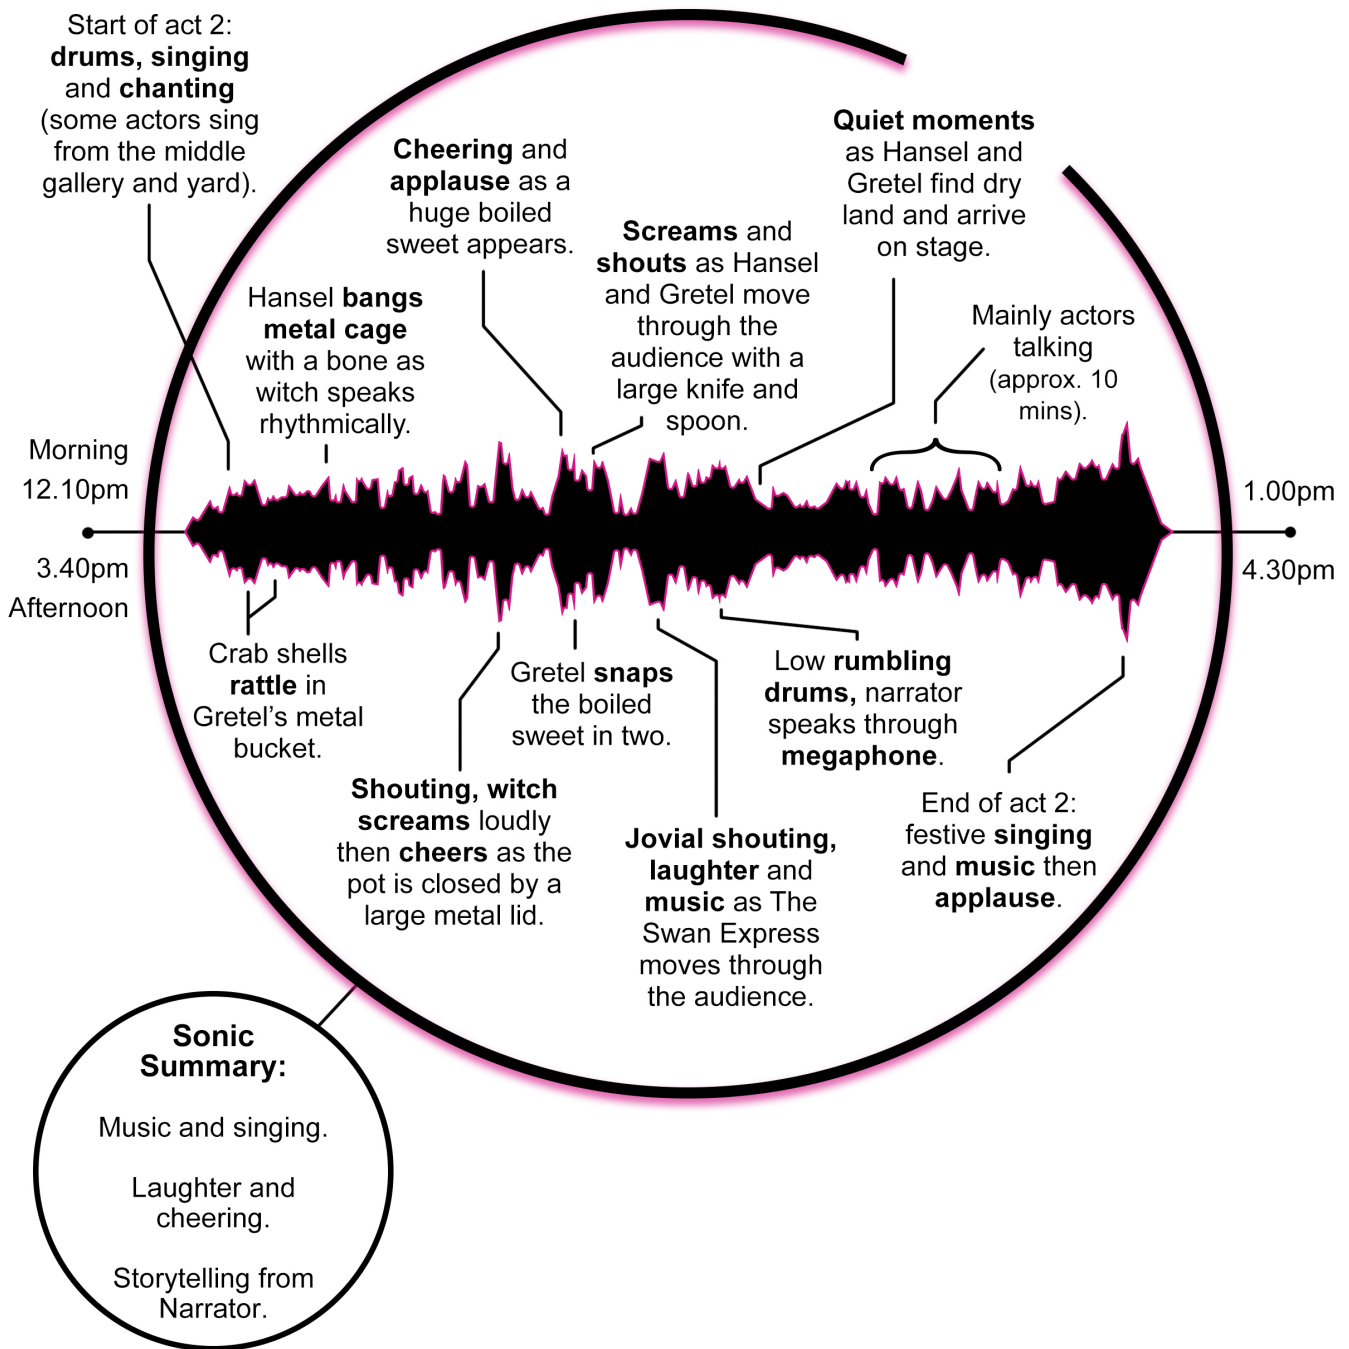 Start of act 2:
drums, singing
and chanting
(some actors sing
from the middle
gallery and yard).
Cheering and
applause as a
huge boiled
sweet appears.
Quiet moments
as Hansel and
Gretel find dry
land and arrive
on stage.
Screams and
shouts as Hansel
and Gretel move
through the
audience with a
large knife and
spoon.
Hansel bangs
metal cage
with a bone as
witch speaks
rhythmically.
Mainly actors
talking
(approx. 10
mins).
Morning
12.10pm
3.40pm
Afternoon
1.00pm
4.30pm
Crab shells
rattle in
Gretel’s metal
bucket.
Shouting, witch
screams loudly
then cheers as the
pot is closed by a
large metal lid.
Gretel snaps
the boiled
sweet in two.
Jovial shouting,
laughter and
music as The
Swan Express
moves through
the audience.
Low rumbling
drums, narrator
speaks through
megaphone.
End of act 2:
festive singing
and music then
applause.
Sonic
Summary:
Music and singing.
Laughter and
cheering.
Storytelling from
Narrator.